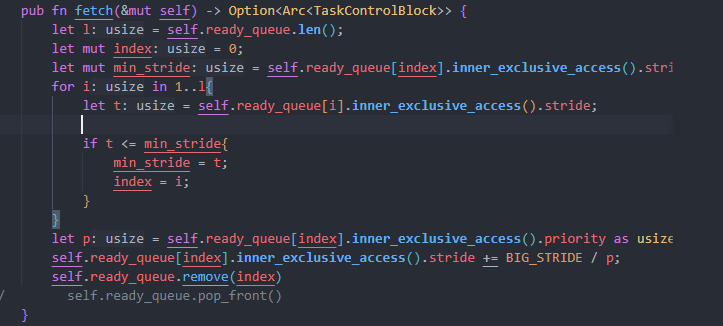 pub fn fetch(&mut self) -> Option<Arc<TaskControlBlock>> {
let l: usize = self.ready_queue.len();
let mut index: usize = 0;
let mut min_stride: usize = self.ready_queue[index].inner_exclusive_access().stri
for i: usize in 1..l{
let t: usize = self.ready_queue[i].inner_exclusive_access().stride;
if t <= min_stride{
min_stride = t;
index = i;
}
}
let p: usize = self.ready_queue[index].inner_exclusive_access().priority as usize
self.ready_queue[index].inner_exclusive_access().stride += BIG_STRIDE / p;
self.ready_queue.remove(index)
/ self.ready_queue.pop_front()
}